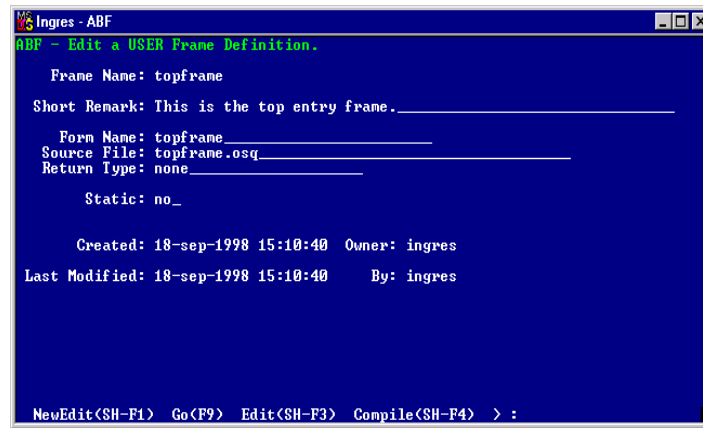 Ingres - ABF
ABF - Edit a USER Frame Definition.
Frame Name: topframe
Short Remark: This is the top entry frame.
Form Name: topframe
Source File: topframe.osq
Return Type: none
Static: no
Created: 18-sep-1998 15:10:40 Owner: ingres
Last Modified: 18-sep-1998 15:10:40 By: ingres
NewEdit(SH-F1) Go(F9) Edit(SH-F3) Compile(SH-F4) > :